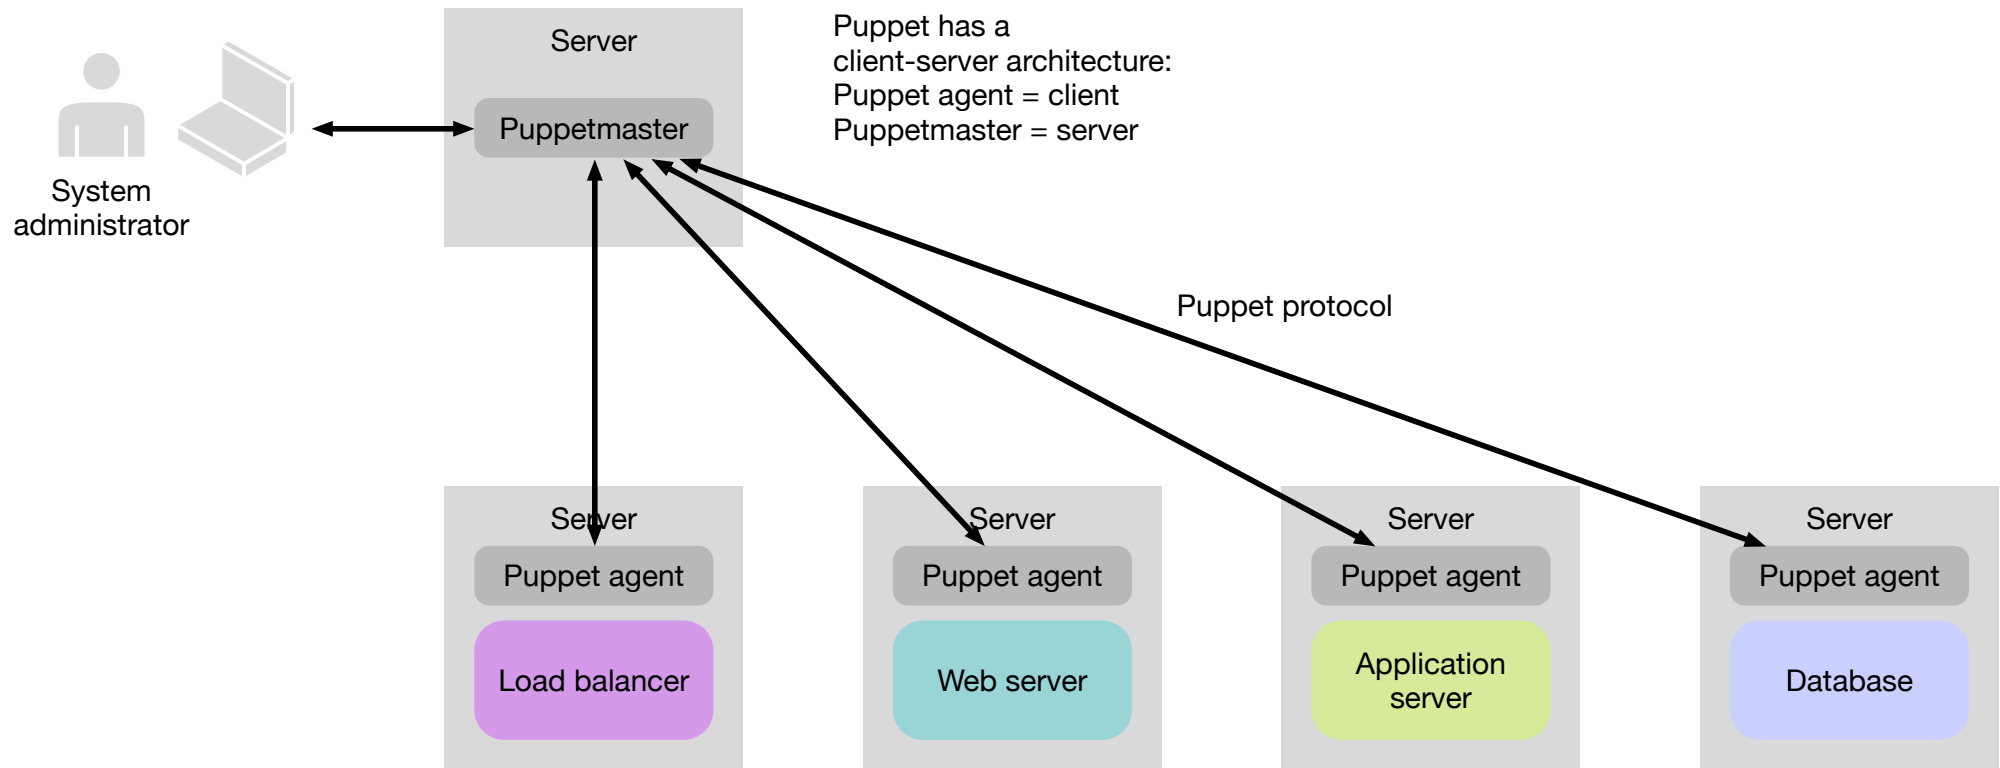 Server
Puppetmaster
System
administrator
Puppet has a
client-server architecture:
Puppet agent = client
Puppetmaster = server
Puppet protocol
Server
Puppet agent
Load balancer
Server
Puppet agent
Web server
Server
Puppet agent
Application
server
Server
Puppet agent
Database